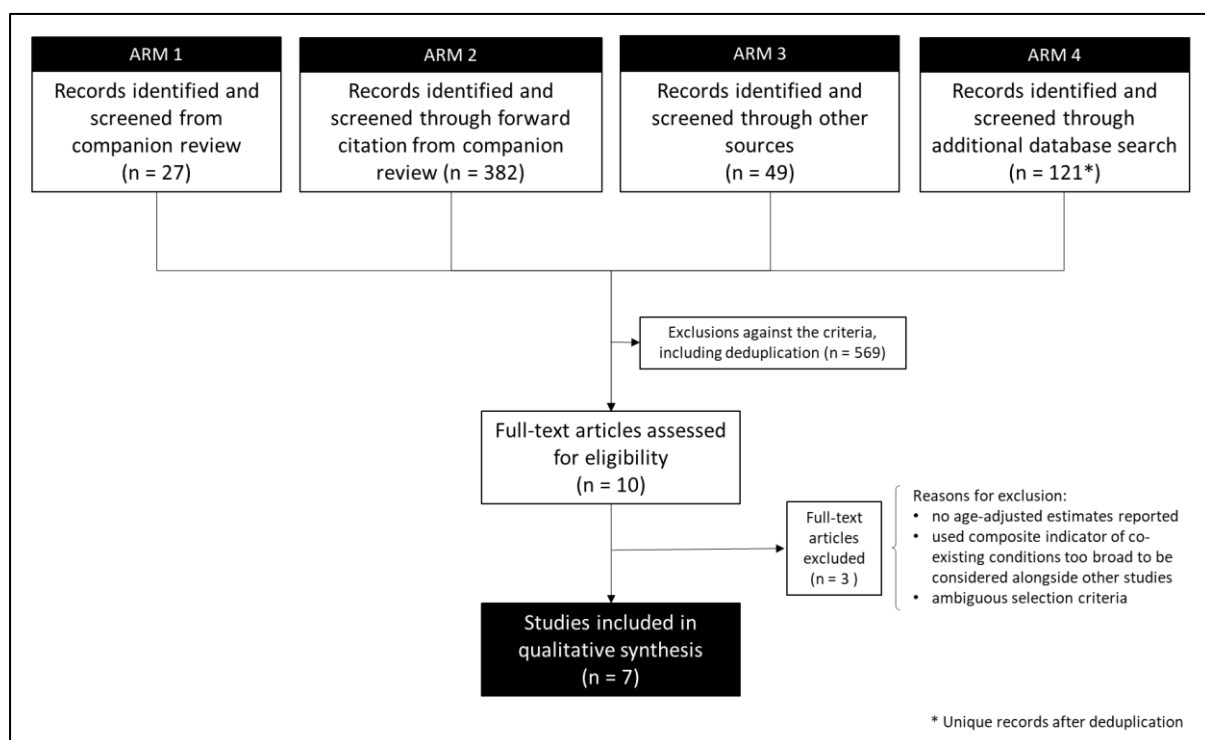 ARM 1
Records identified and
screened from
companion review
(n = 27)
ARM 2
Records identified and
screened through forward
citation from companion
review (n = 382)
ARM 3
Records identified and
screened through other
sources
(n = 49)
ARM 4
Records identified and
screened through
additional database search
(n = 121*)
Exclusions against the criteria,
including deduplication (n = 569)
Full-text articles assessed
for eligibility
(n = 10)
Full-text
articles
excluded
(n = 3 )
Reasons for exclusion:
• no age-adjusted estimates reported
• used composite indicator of co-
existing conditions too broad to be
considered alongside other studies
• ambiguous selection criteria
Studies included in
qualitative synthesis
(n = 7)
* Unique records after deduplication